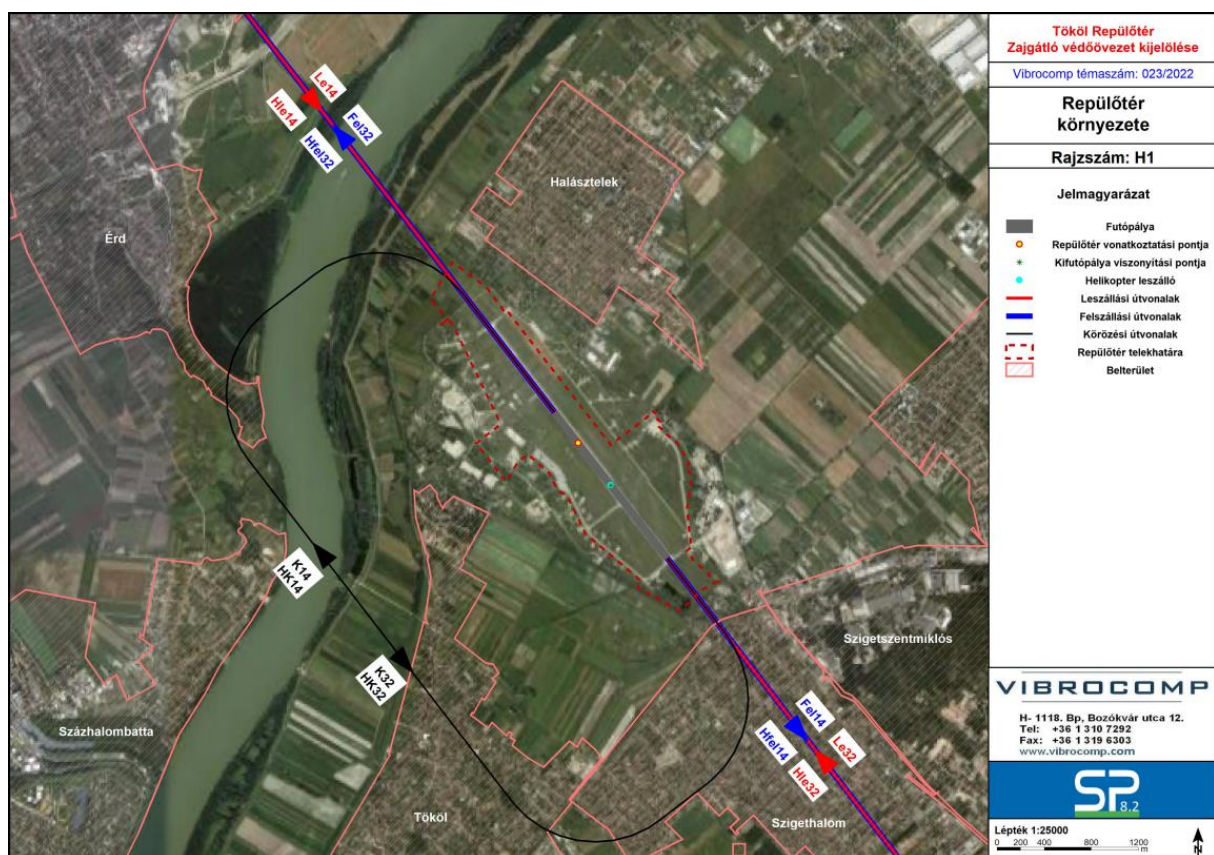 Le14
Hle14
Fel32
Hfel32
Halásztelek
Érd
K14
HK14
K32
HK32
Szigetszentmiklós
Százhalombatta
Fel14
Hfel14
Le32
Hle32
Tököl
Szigethalom
Tököl Repülőtér
Zajgátló védőövezet kijelölése
Vibrocomp témaszám: 023/2022
Repülőtér
környezete
Rajzszám: H1
Jelmagyarázat
Futópálya
Repülőtér vonatkoztatási pontja
Kifutópálya viszonyítási pontja
Helikopter leszálló
Leszállási útvonalak
Felszállási útvonalak
Körözési útvonalak
Repülőtér telekhatára
Belterület
VIBROCOMP
H- 1118. Bp, Bozókvár utca 12.
Tel: +36 1 310 7292
Fax: +36 1 319 6303
www.vibrocomp.com
SP 8.2
Lépték 1:25000
0 200 400 800 1200
m
N